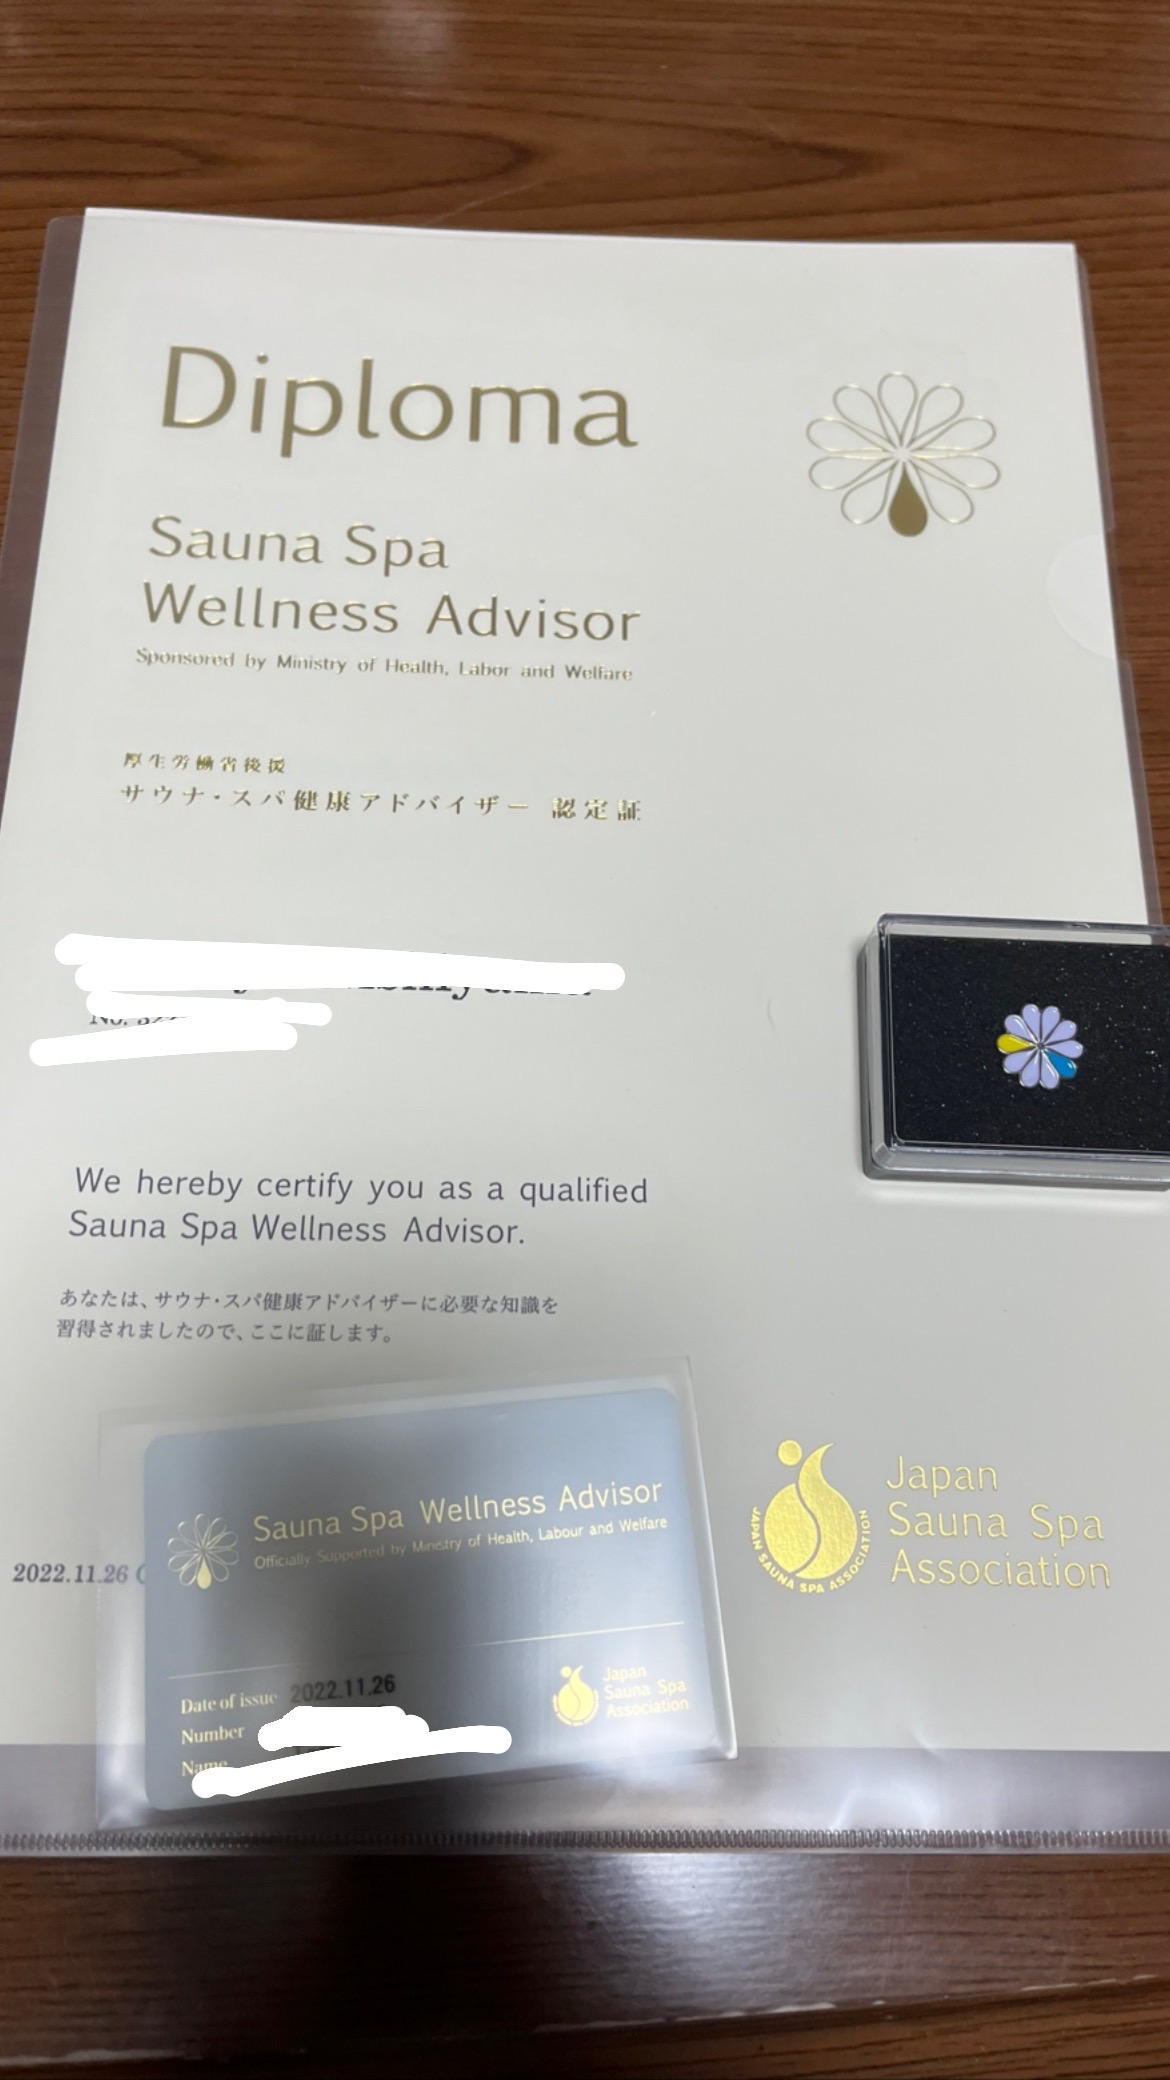 Diploma
Sauna Spa
Wellness Advisor
Sponsored by Ministry of Health, Labor and Welfare
厚生労働省後援
サウナ・スパ健康アドバイザー 認定証
No.
We hereby certify you as a qualified
Sauna Spa Wellness Advisor.
あなたは、サウナ・スパ健康アドバイザーに必要な知識を
習得されましたので、ここに証します。
2022.11.26
Japan
Sauna Spa
Association
JAPAN SAUNA SPA ASSOCIATION
Sauna Spa Wellness Advisor
Officially Supported by Ministry of Health, Labour and Welfare
Date of issue 2022.11.26
Number
Name
Japan
Sauna Spa
Association